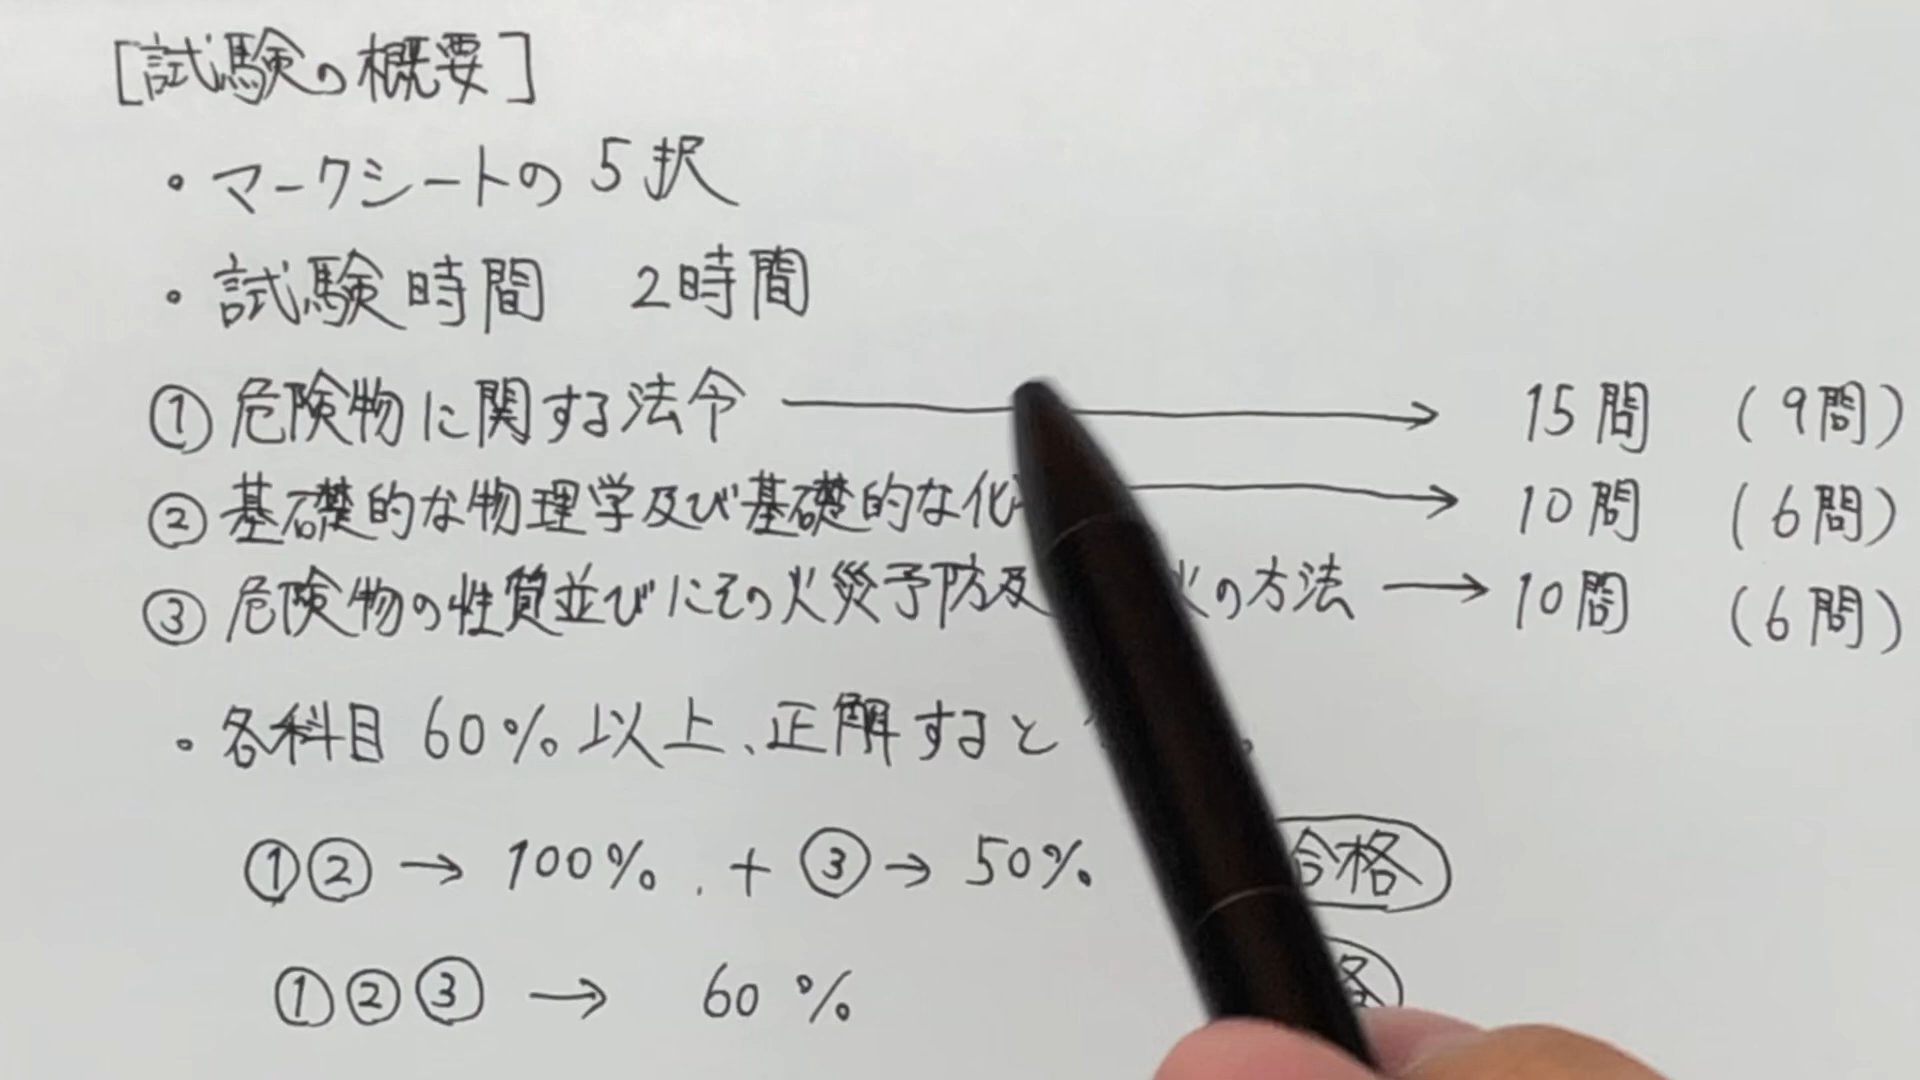 [試験の概要]
・マークシートの 5択
・試験時間 2時間
① 危険物に関する法令 → 15問 (9問)
② 基礎的な物理学及び基礎的な化 → 10問 (6問)
③ 危険物の性質並びにその火災予防及 の方法 → 10問 (6問)
・各科目 60%以上、正解すると
①② → 100% + ③ → 50% 合格
①②③ → 60% 格